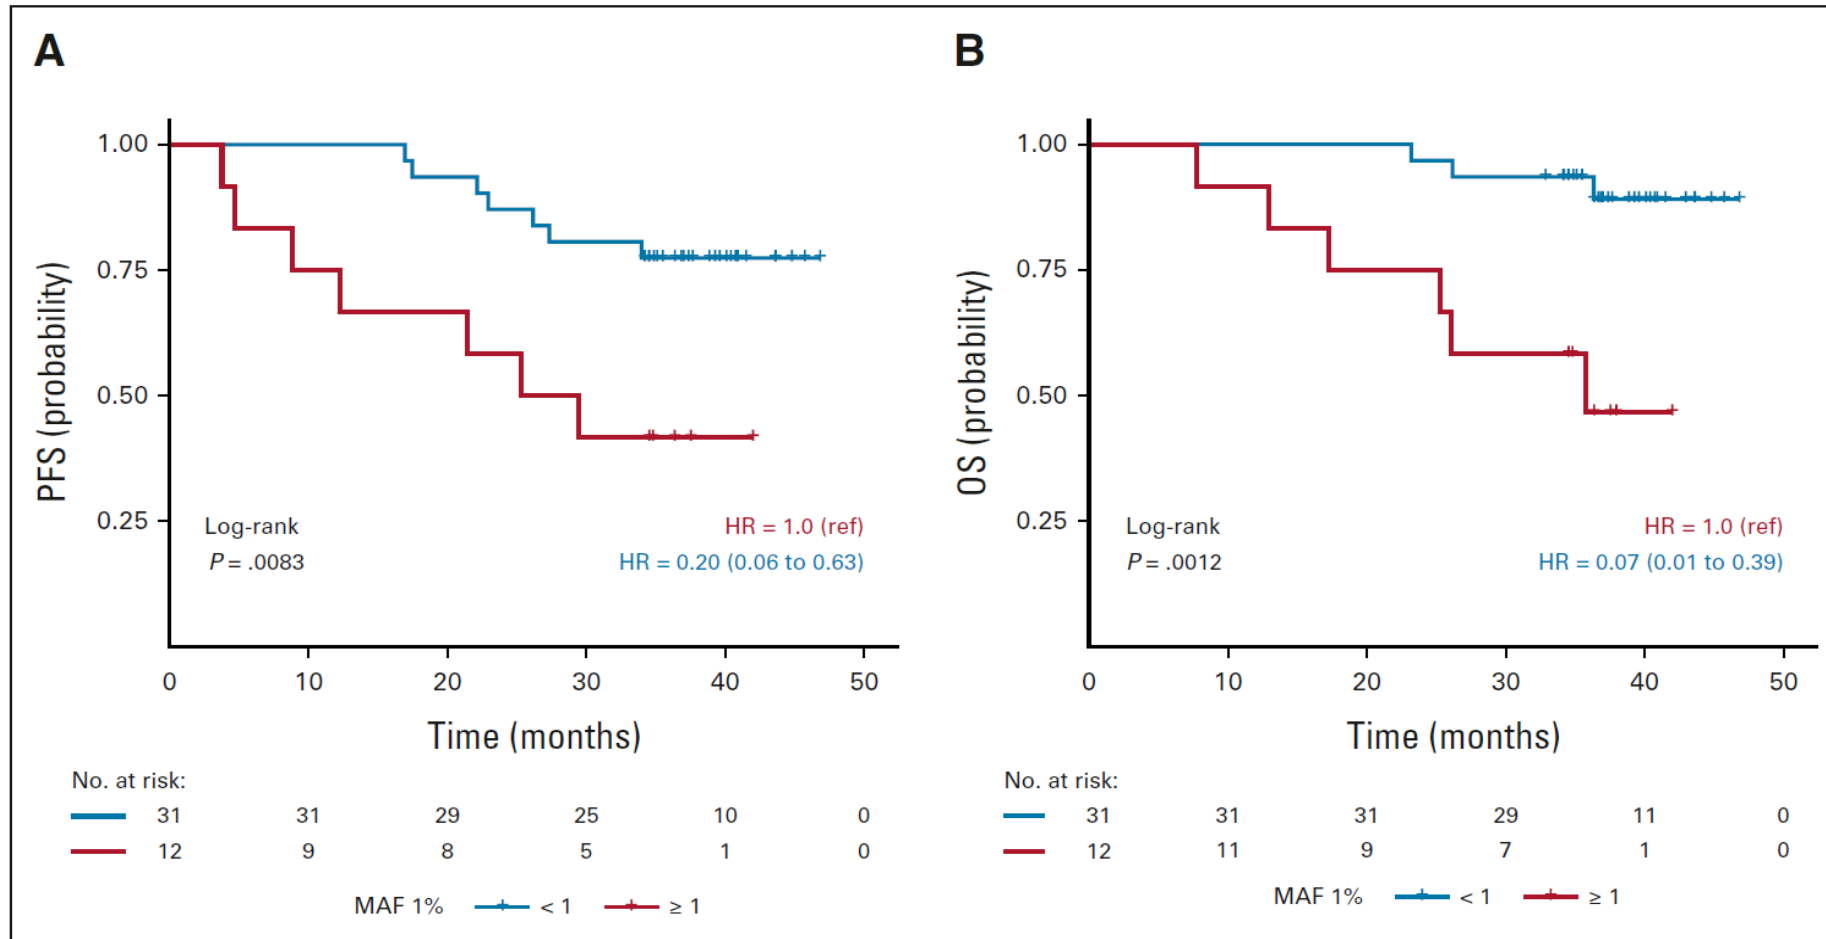 A
PFS (probability)
1.00
0.75
0.50
0.25
Log-rank
P = .0083
HR = 1.0 (ref)
HR = 0.20 (0.06 to 0.63)
0 10 20 30 40 50
Time (months)
No. at risk:
31 31 29 25 10 0
12 9 8 5 1 0
MAF 1% < 1 ≥ 1
B
OS (probability)
1.00
0.75
0.50
0.25
Log-rank
P = .0012
HR = 1.0 (ref)
HR = 0.07 (0.01 to 0.39)
0 10 20 30 40 50
Time (months)
No. at risk:
31 31 31 29 11 0
12 11 9 7 1 0
MAF 1% < 1 ≥ 1